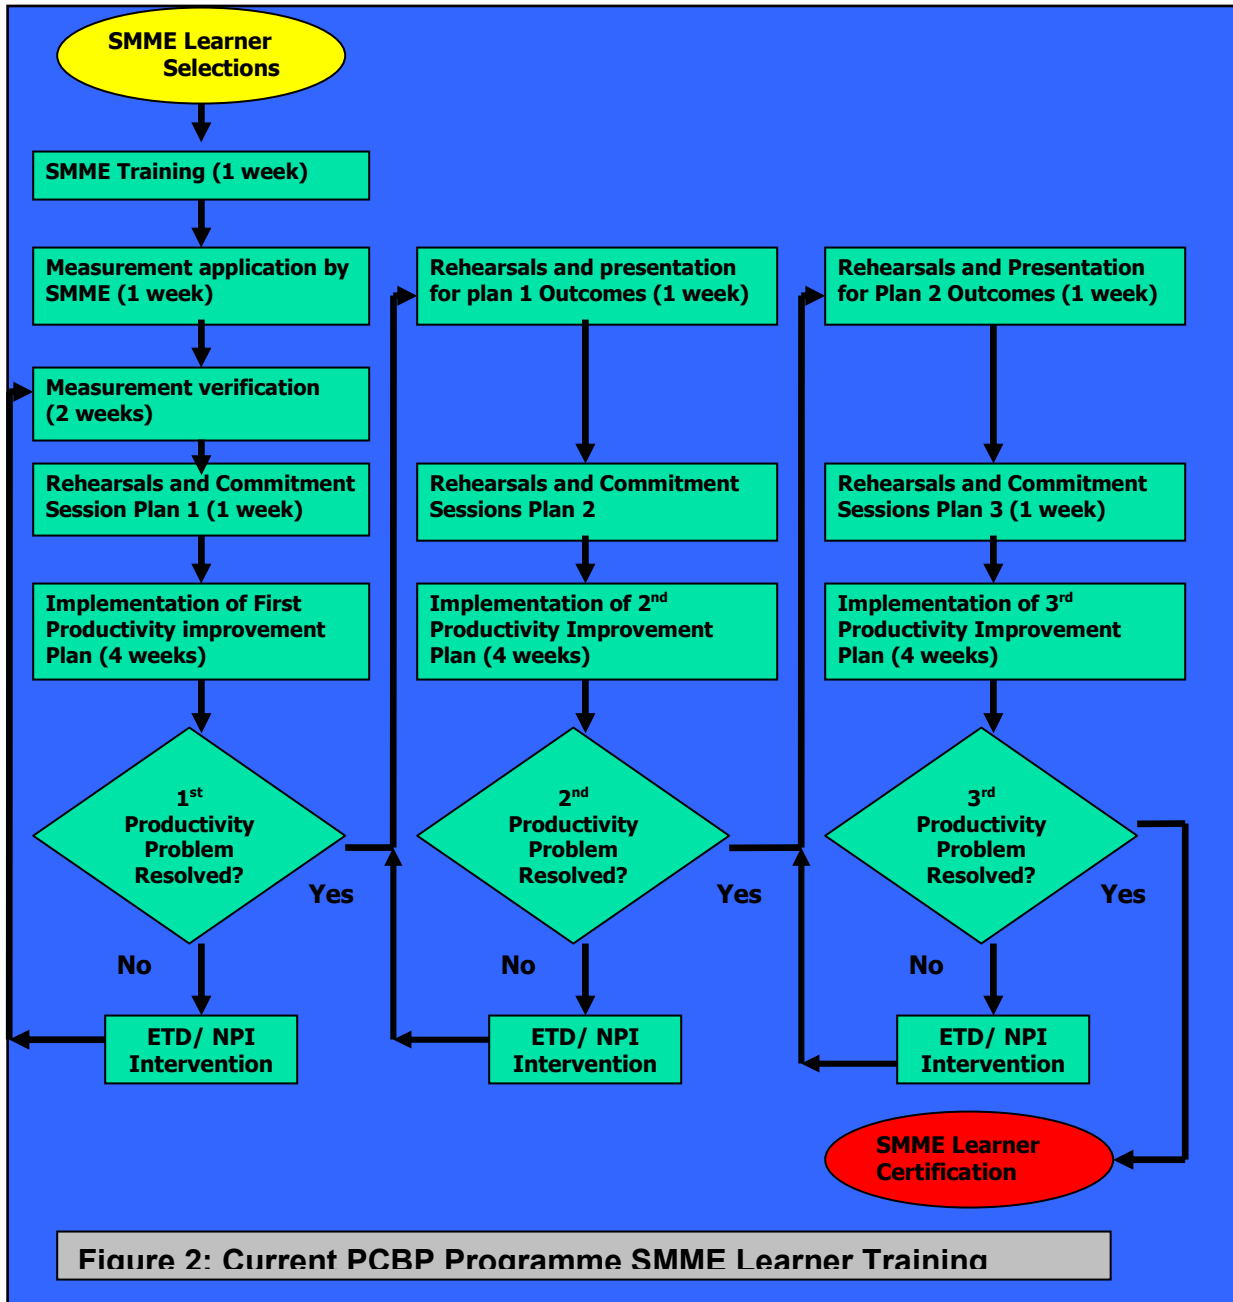 SMME Learner
Selections
SMME Training (1 week)
Measurement application by
SMME (1 week)
Measurement verification
(2 weeks)
Rehearsals and Commitment
Session Plan 1 (1 week)
Implementation of First
Productivity improvement
Plan (4 weeks)
1st
Productivity
Problem
Resolved?
Yes
No
ETD/ NPI
Intervention
Rehearsals and presentation
for plan 1 Outcomes (1 week)
Rehearsals and Commitment
Sessions Plan 2
Implementation of 2nd
Productivity Improvement
Plan (4 weeks)
2nd
Productivity
Problem
Resolved?
Yes
No
ETD/ NPI
Intervention
Rehearsals and Presentation
for Plan 2 Outcomes (1 week)
Rehearsals and Commitment
Sessions Plan 3 (1 week)
Implementation of 3rd
Productivity Improvement
Plan (4 weeks)
3rd
Productivity
Problem
Resolved?
Yes
No
ETD/ NPI
Intervention
SMME Learner
Certification
Figure 2: Current PCBP Programme SMME Learner Training